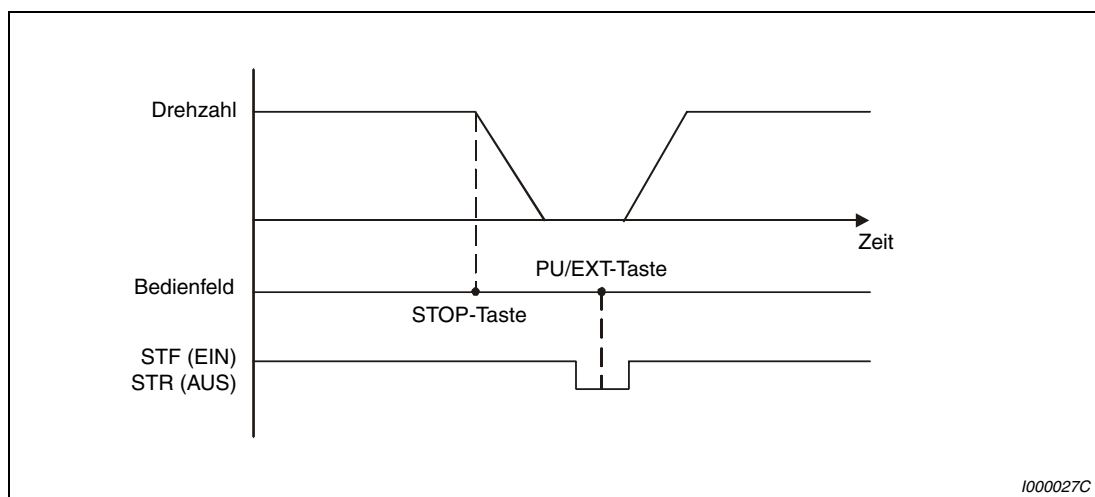 Drehzahl
Zeit
PU/EXT-Taste
Bedienfeld
STOP-Taste
STF (EIN)
STR (AUS)
I000027C